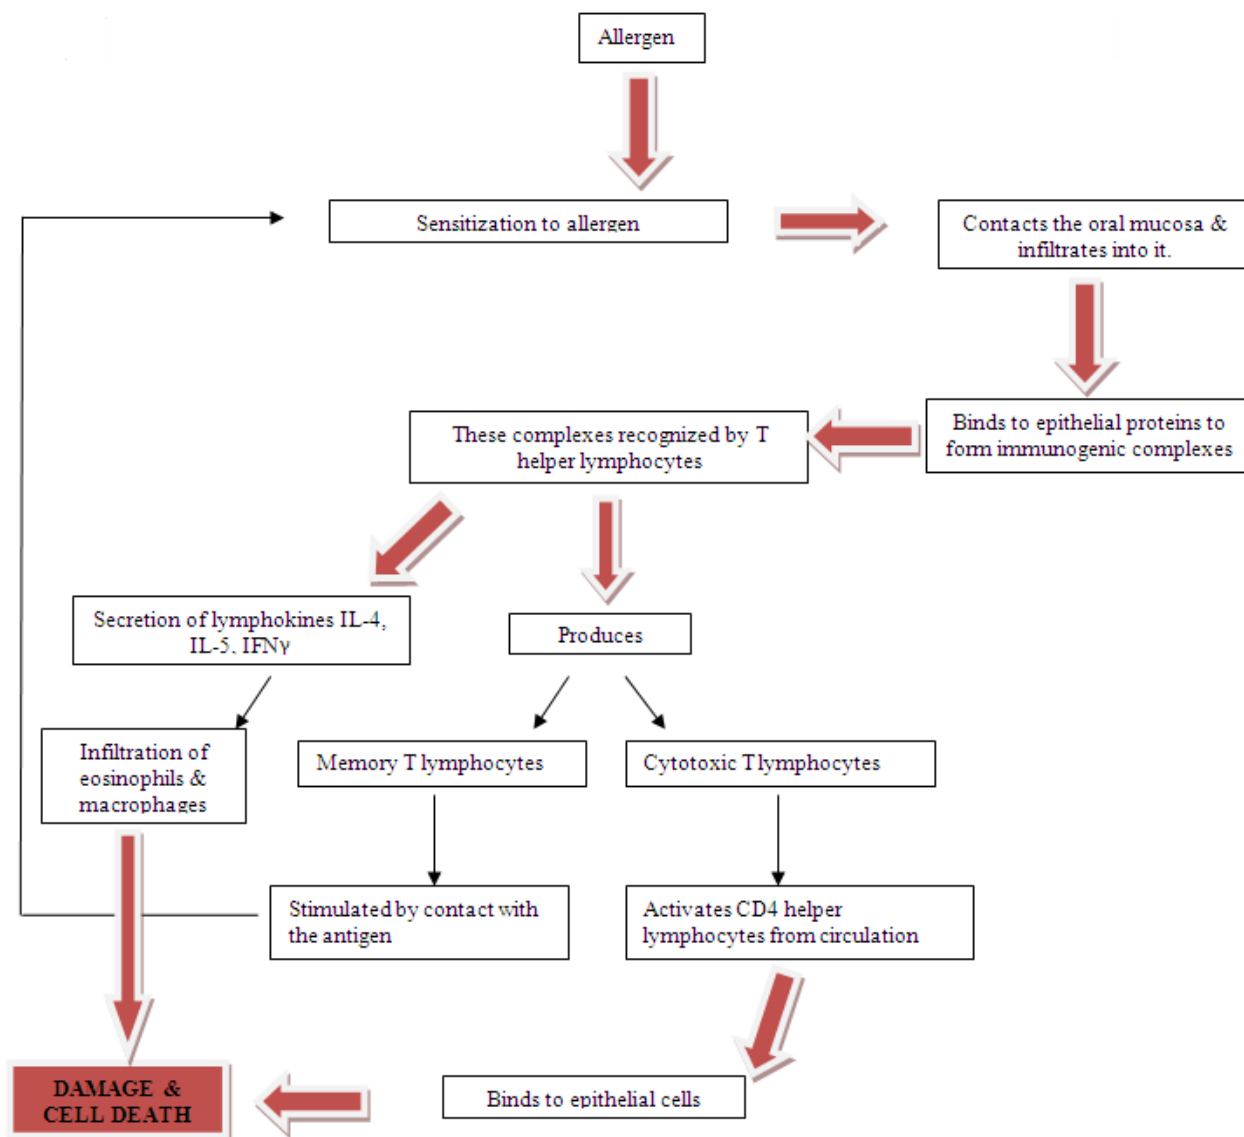 Allergen
Sensitization to allergen
Contacts the oral mucosa &
infiltrates into it.
These complexes recognized by T
helper lymphocytes
Binds to epithelial proteins to
form immunogenic complexes
Secretion of lymphokines IL-4,
IL-5, IFNγ
Produces
Infiltration of
eosinophils &
macrophages
Memory T lymphocytes
Cytotoxic T lymphocytes
Stimulated by contact with
the antigen
Activates CD4 helper
lymphocytes from circulation
DAMAGE &
CELL DEATH
Binds to epithelial cells